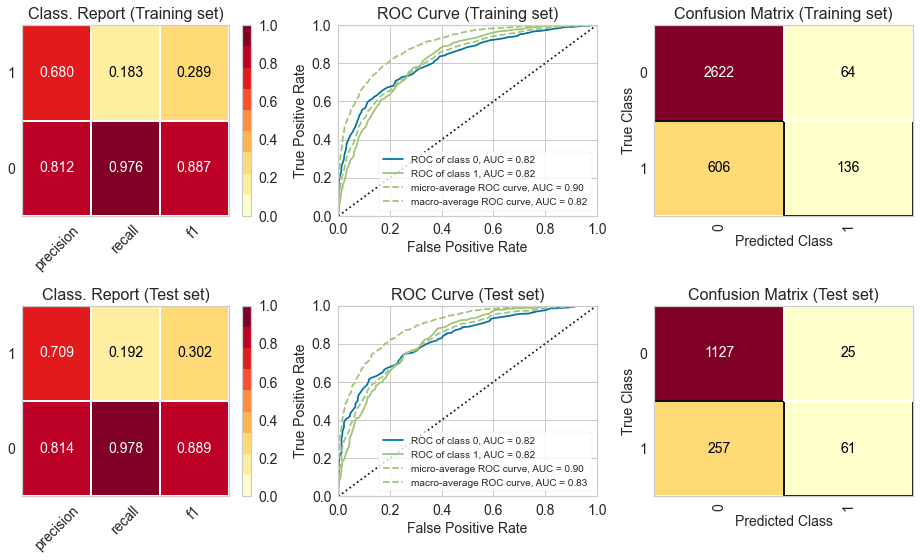 Class. Report (Training set)
1
0
0.680 0.183 0.289
0.812 0.976 0.887
precision recall f1
1.0
0.8
0.6
0.4
0.2
0.0
ROC Curve (Training set)
True Positive Rate
1.0
0.8
0.6
0.4
0.2
0.0
ROC of class 0, AUC = 0.82
ROC of class 1, AUC = 0.82
micro-average ROC curve, AUC = 0.90
macro-average ROC curve, AUC = 0.82
0.0 0.2 0.4 0.6 0.8 1.0
False Positive Rate
Confusion Matrix (Training set)
True Class
0
1
2622 64
606 136
0 1
Predicted Class
Class. Report (Test set)
1
0
0.709 0.192 0.302
0.814 0.978 0.889
precision recall f1
1.0
0.8
0.6
0.4
0.2
0.0
ROC Curve (Test set)
True Positive Rate
1.0
0.8
0.6
0.4
0.2
0.0
ROC of class 0, AUC = 0.82
ROC of class 1, AUC = 0.82
micro-average ROC curve, AUC = 0.90
macro-average ROC curve, AUC = 0.83
0.0 0.2 0.4 0.6 0.8 1.0
False Positive Rate
Confusion Matrix (Test set)
True Class
0
1
1127 25
257 61
0 1
Predicted Class